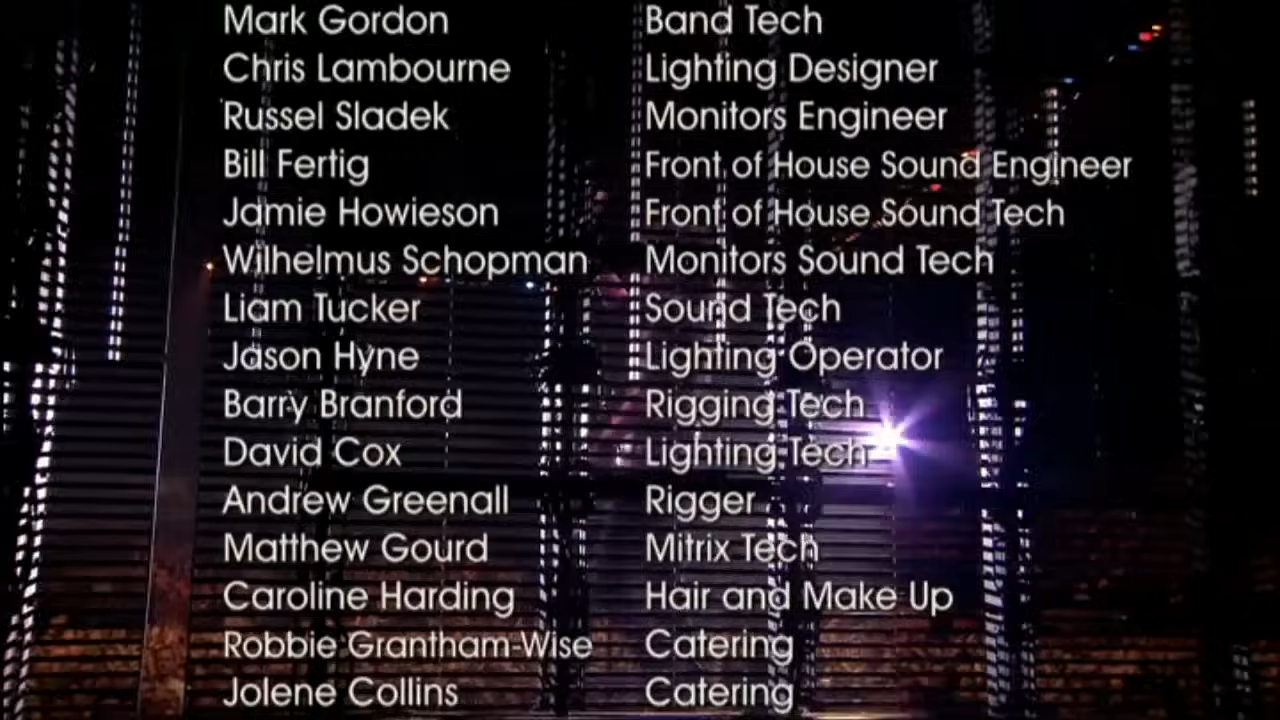 Mark Gordon Band Tech
Chris Lambourne Lighting Designer
Russel Sladek Monitors Engineer
Bill Fertig Front of House Sound Engineer
Jamie Howieson Front of House Sound Tech
Wilhelmus Schopman Monitors Sound Tech
Liam Tucker Sound Tech
Jason Hyne Lighting Operator
Barry Branford Rigging Tech
David Cox Lighting Tech
Andrew Greenall Rigger
Matthew Gourd Mitrix Tech
Caroline Harding Hair and Make Up
Robbie Grantham-Wise Catering
Jolene Collins Catering